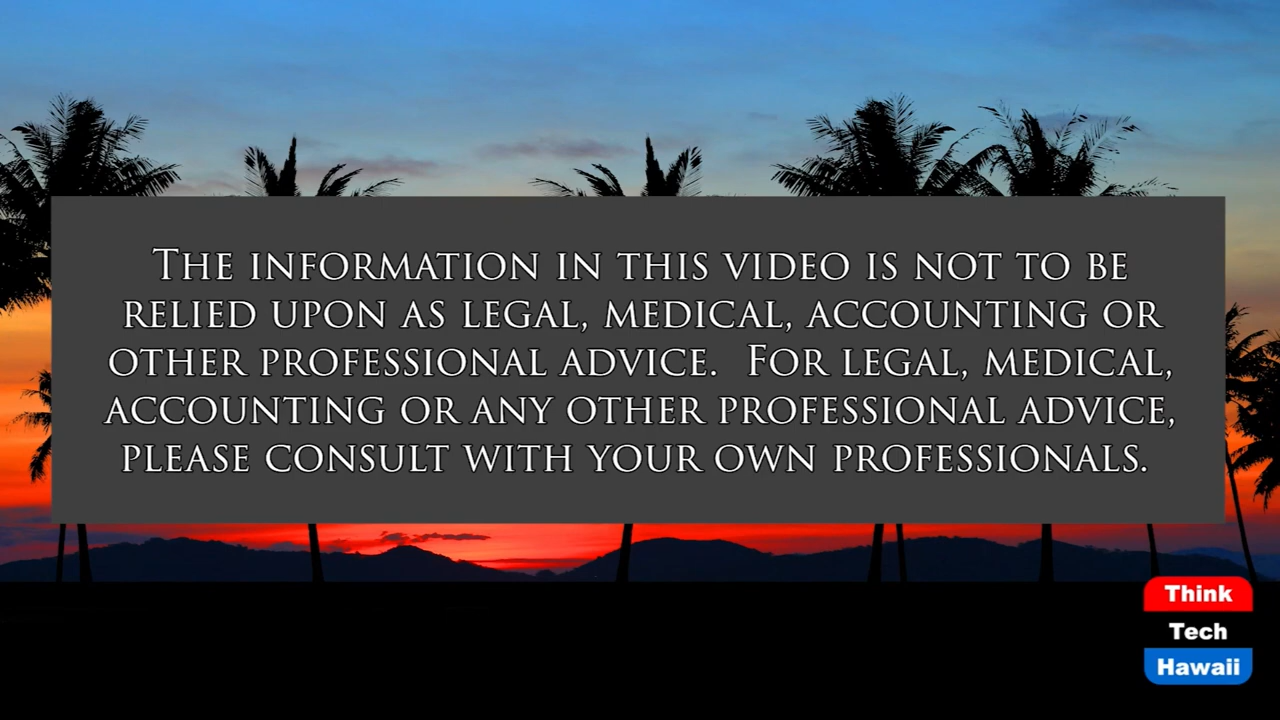 The information in this video is not to be
relied upon as legal, medical, accounting or
other professional advice.  For legal, medical,
accounting or any other professional advice,
please consult with your own professionals.
Think
Tech
Hawaii